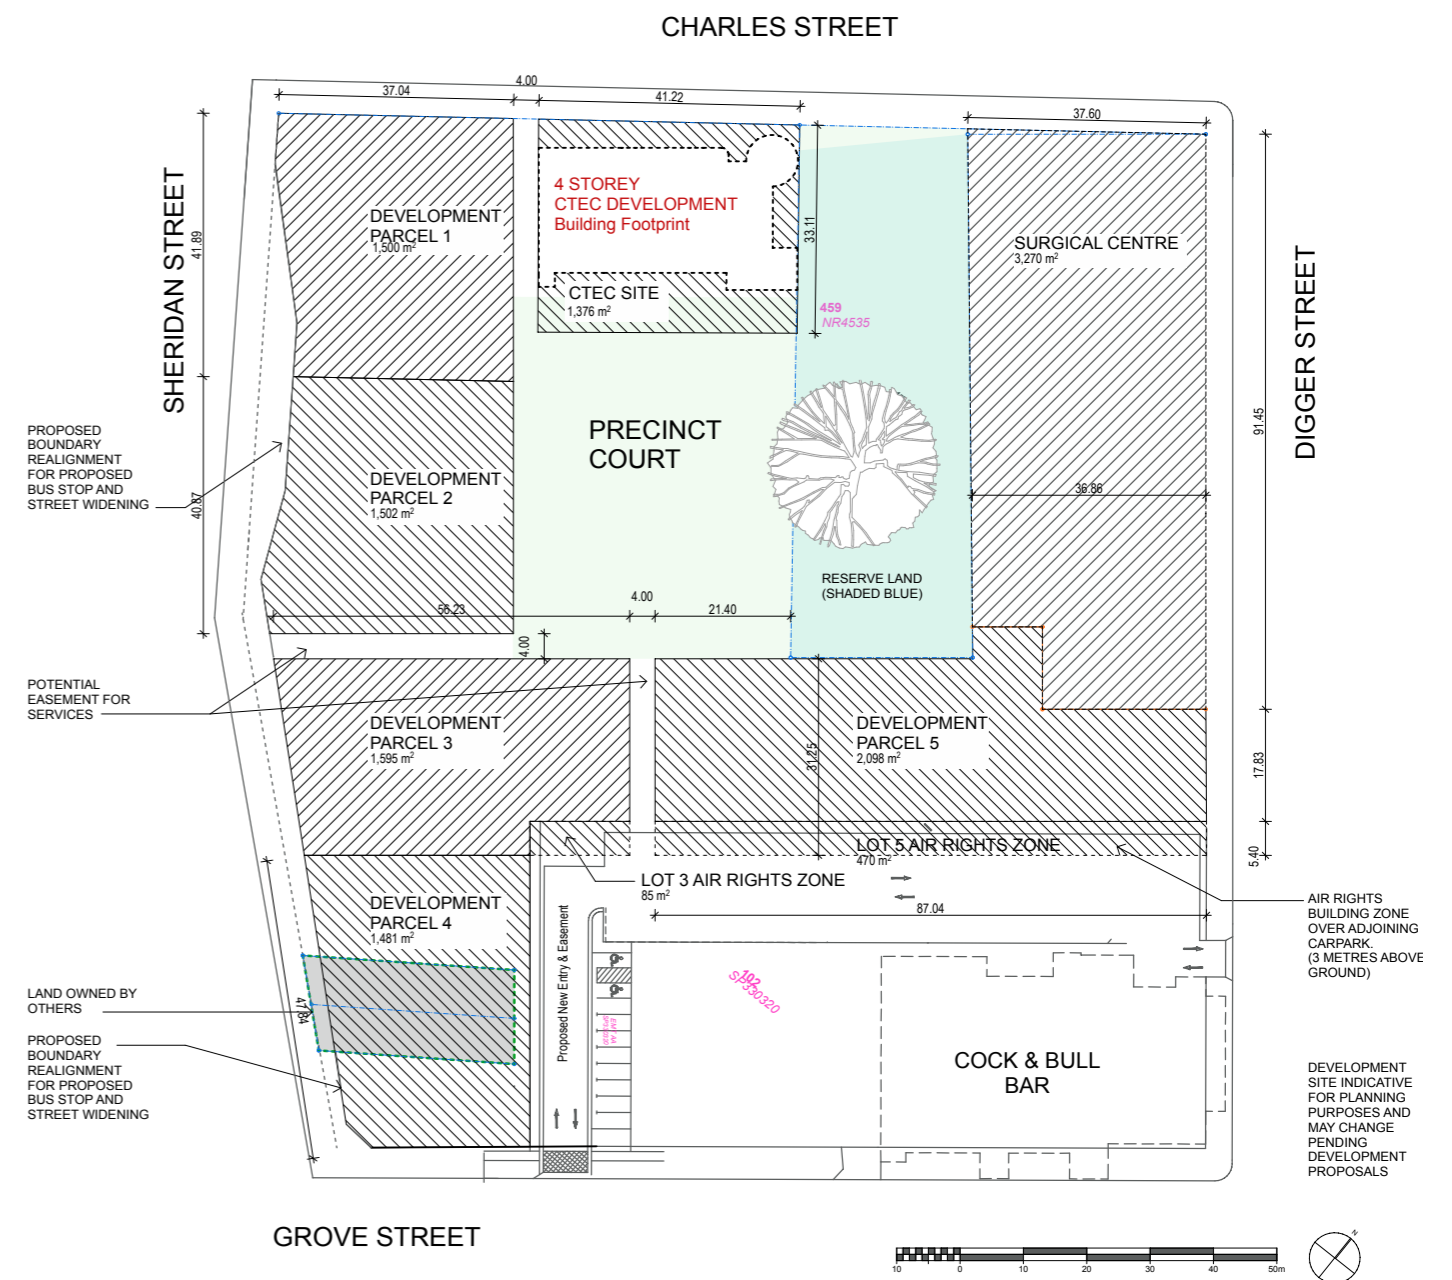 CHARLES STREET
4.00
37.04
41.22
37.60
SHERIDAN STREET
41.89
DEVELOPMENT
PARCEL 1
1,500 m²
4 STOREY
CTEC DEVELOPMENT
Building Footprint
33.11
CTEC SITE
1,376 m²
459
NR4535
SURGICAL CENTRE
3,270 m²
DIGGER STREET
91.45
PROPOSED
BOUNDARY
REALIGNMENT
FOR PROPOSED
BUS STOP AND
STREET WIDENING
40.87
DEVELOPMENT
PARCEL 2
1,502 m²
PRECINCT
COURT
36.86
RESERVE LAND
(SHADED BLUE)
56.23
4.00
21.40
4.00
POTENTIAL
EASEMENT FOR
SERVICES
DEVELOPMENT
PARCEL 3
1,595 m²
31.25
DEVELOPMENT
PARCEL 5
2,098 m²
17.83
5.40
LOT 5 AIR RIGHTS ZONE
470 m²
LOT 3 AIR RIGHTS ZONE
85 m²
87.04
AIR RIGHTS
BUILDING ZONE
OVER ADJOINING
CARPARK.
(3 METRES ABOVE
GROUND)
DEVELOPMENT
PARCEL 4
1,481 m²
Proposed New Entry & Easement
102
SP330320
LAND OWNED BY
OTHERS
47.84
PROPOSED
BOUNDARY
REALIGNMENT
FOR PROPOSED
BUS STOP AND
STREET WIDENING
COCK & BULL
BAR
DEVELOPMENT
SITE INDICATIVE
FOR PLANNING
PURPOSES AND
MAY CHANGE
PENDING
DEVELOPMENT
PROPOSALS
GROVE STREET
10 0 10 20 30 40 50m
N